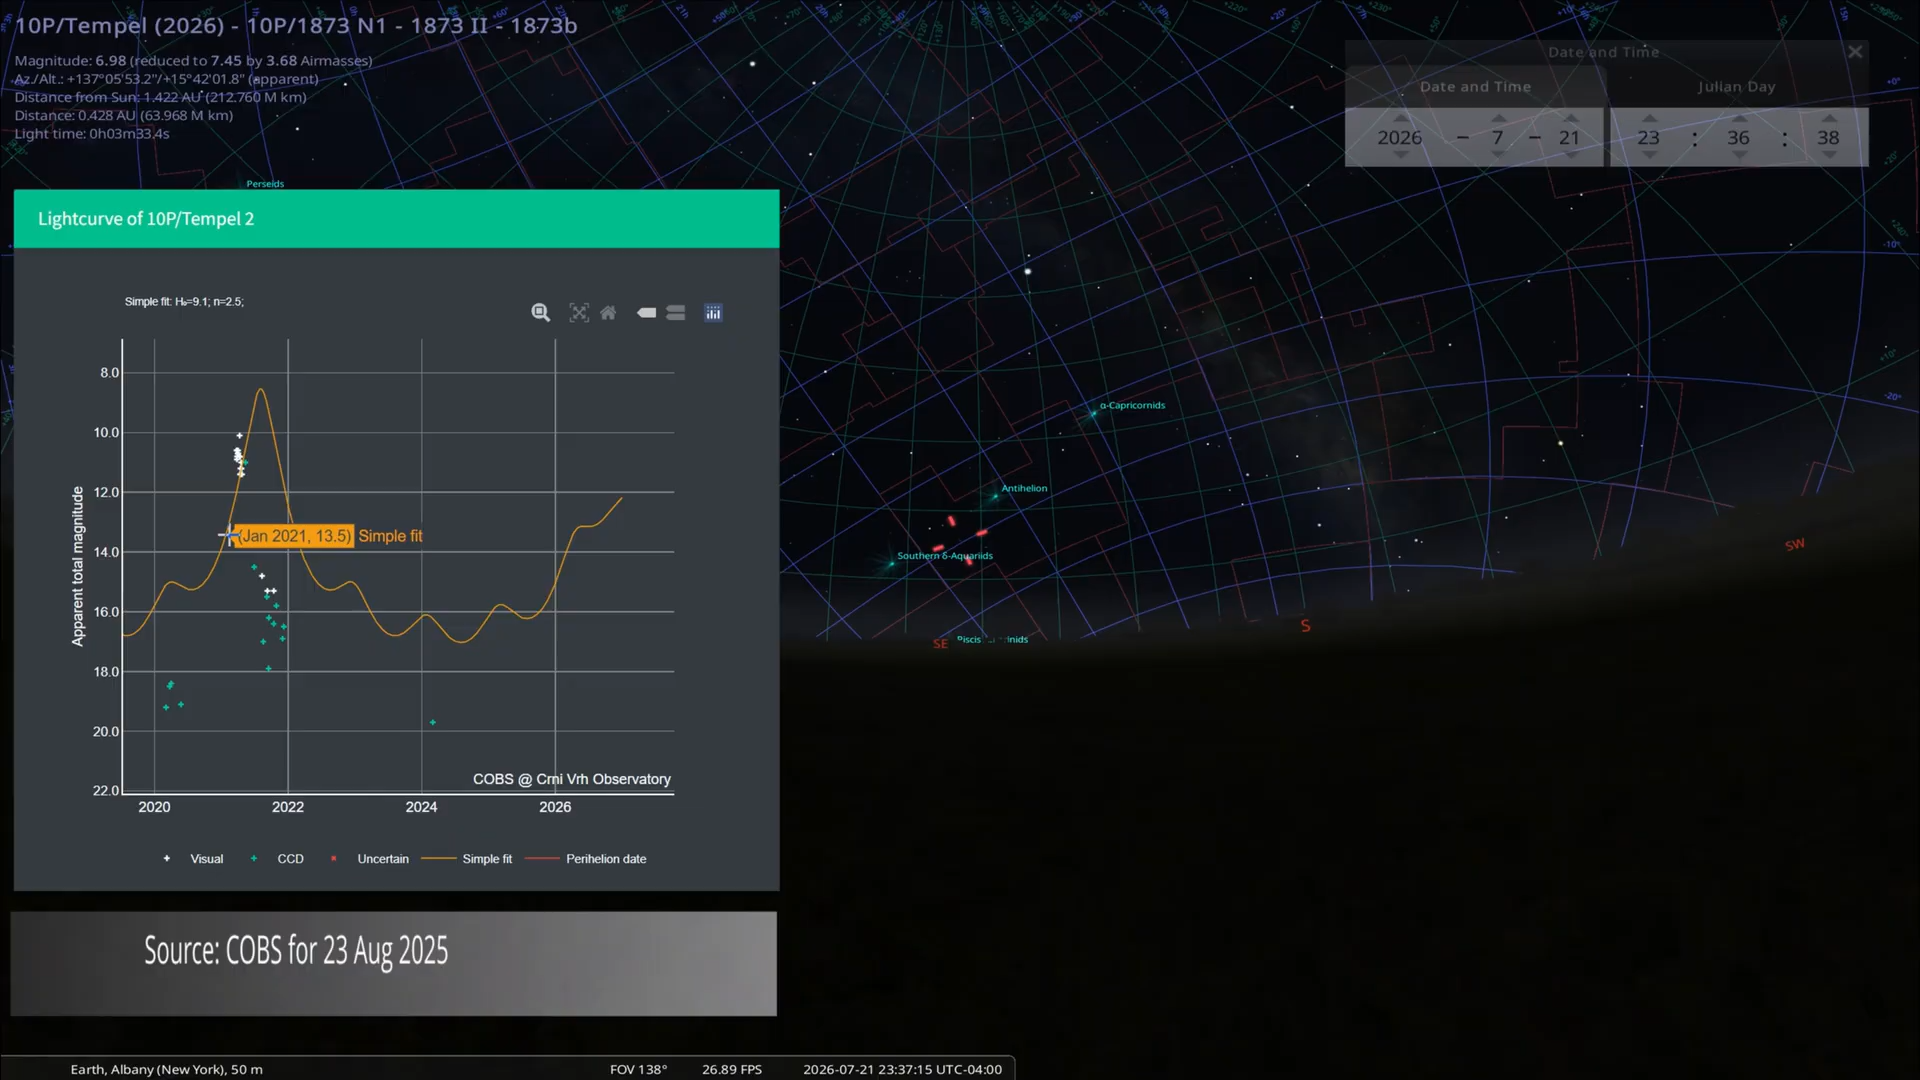 10P/Tempel (2026) - 10P/1873 N1 - 1873 II - 1873b
Magnitude: 6.98 (reduced to 7.45 by 3.68 Airmasses)
Az./Alt.: +137°05'53.2"/+15°42'01.8" (apparent)
Distance from Sun: 1.422 AU (212.760 M km)
Distance: 0.428 AU (63.968 M km)
Light time: 0h03m33.4s
Date and Time
Date and Time
Julian Day
2026 - 7 - 21
23 : 36 : 38
Perseids
Lightcurve of 10P/Tempel 2
Simple fit: H₀=9.1; n=2.5;
Apparent total magnitude
8.0
10.0
12.0
14.0
16.0
18.0
20.0
22.0
(Jan 2021, 13.5) Simple fit
COBS @ Crni Vrh Observatory
2020 2022 2024 2026
Visual CCD Uncertain Simple fit Perihelion date
Source: COBS for 23 Aug 2025
α-Capricornids
Antihelion
Southern δ-Aquariids
Piscis
SE
S
SW
+0°
-10°
-20°
Earth, Albany (New York), 50 m
FOV 138°
26.89 FPS
2026-07-21 23:37:15 UTC-04:00